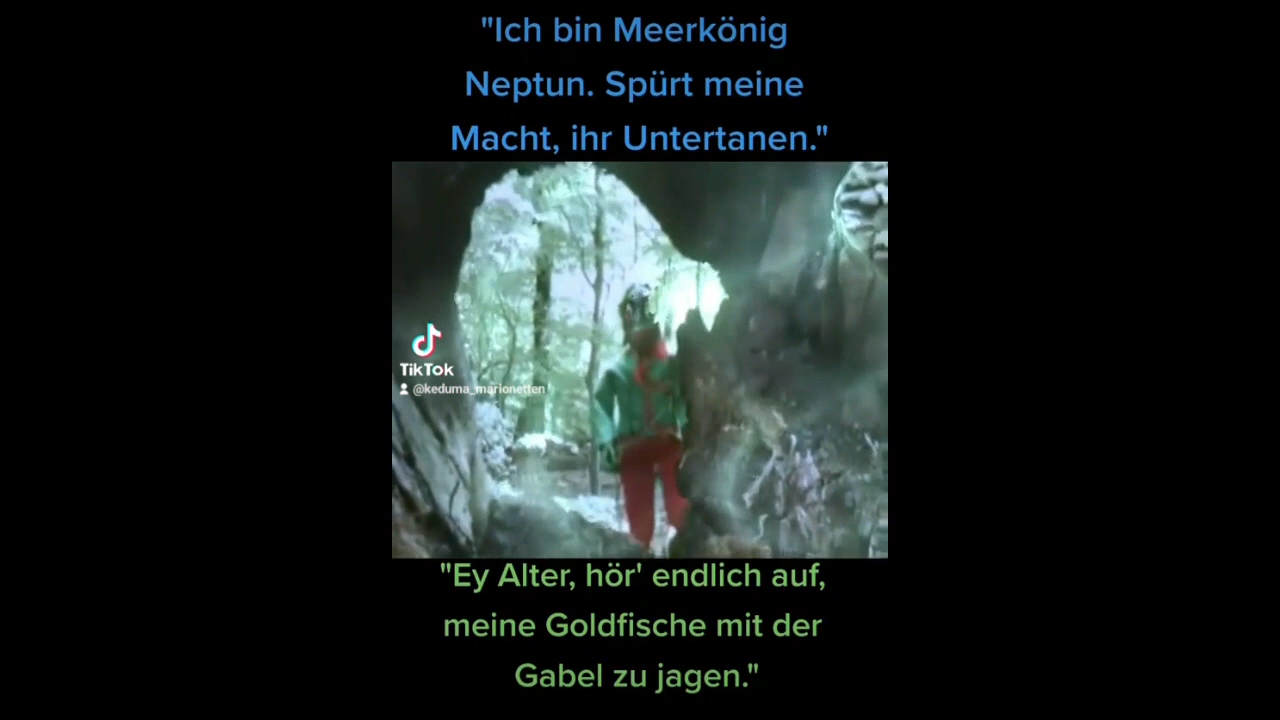 "Ich bin Meerkönig
Neptun. Spürt meine
Macht, ihr Untertanen."
TikTok
@keduma_marionetten
"Ey Alter, hör' endlich auf,
meine Goldfische mit der
Gabel zu jagen."